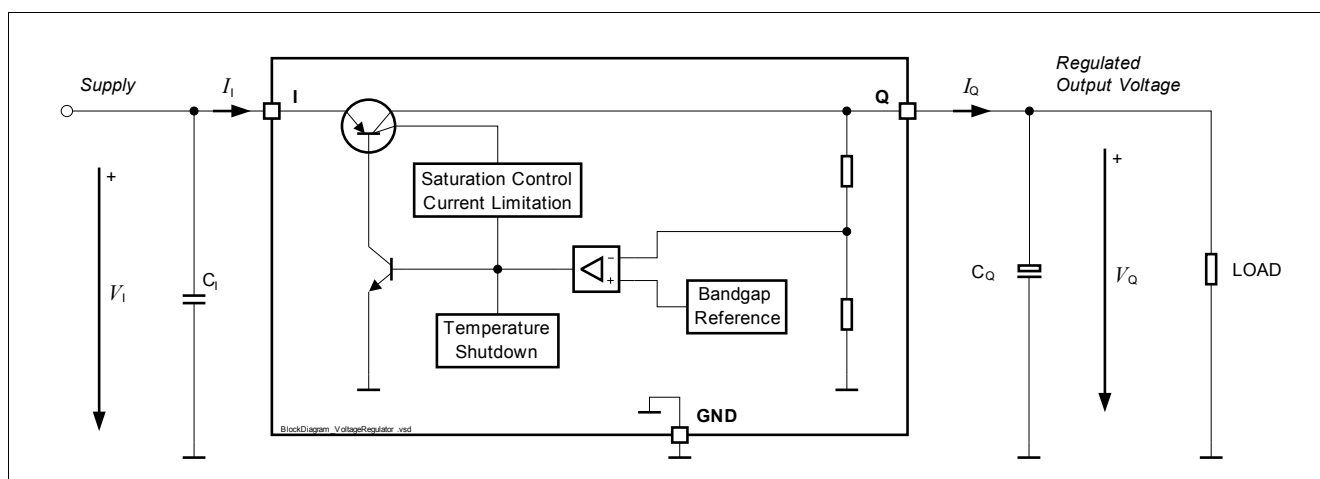 Supply
I_I
I
Q
I_Q
Regulated
Output Voltage
+
+
Saturation Control
Current Limitation
V_I
C_I
−
+
Bandgap
Reference
Temperature
Shutdown
C_Q
V_Q
LOAD
GND
BlockDiagram_VoltageRegulator .vsd